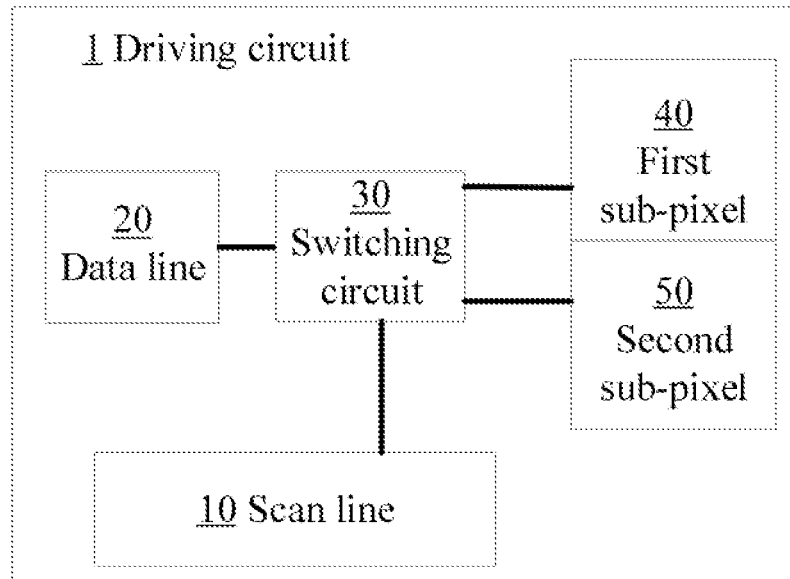 1 Driving circuit
40
First
sub-pixel
30
Switching
circuit
20
Data line
50
Second
sub-pixel
10 Scan line